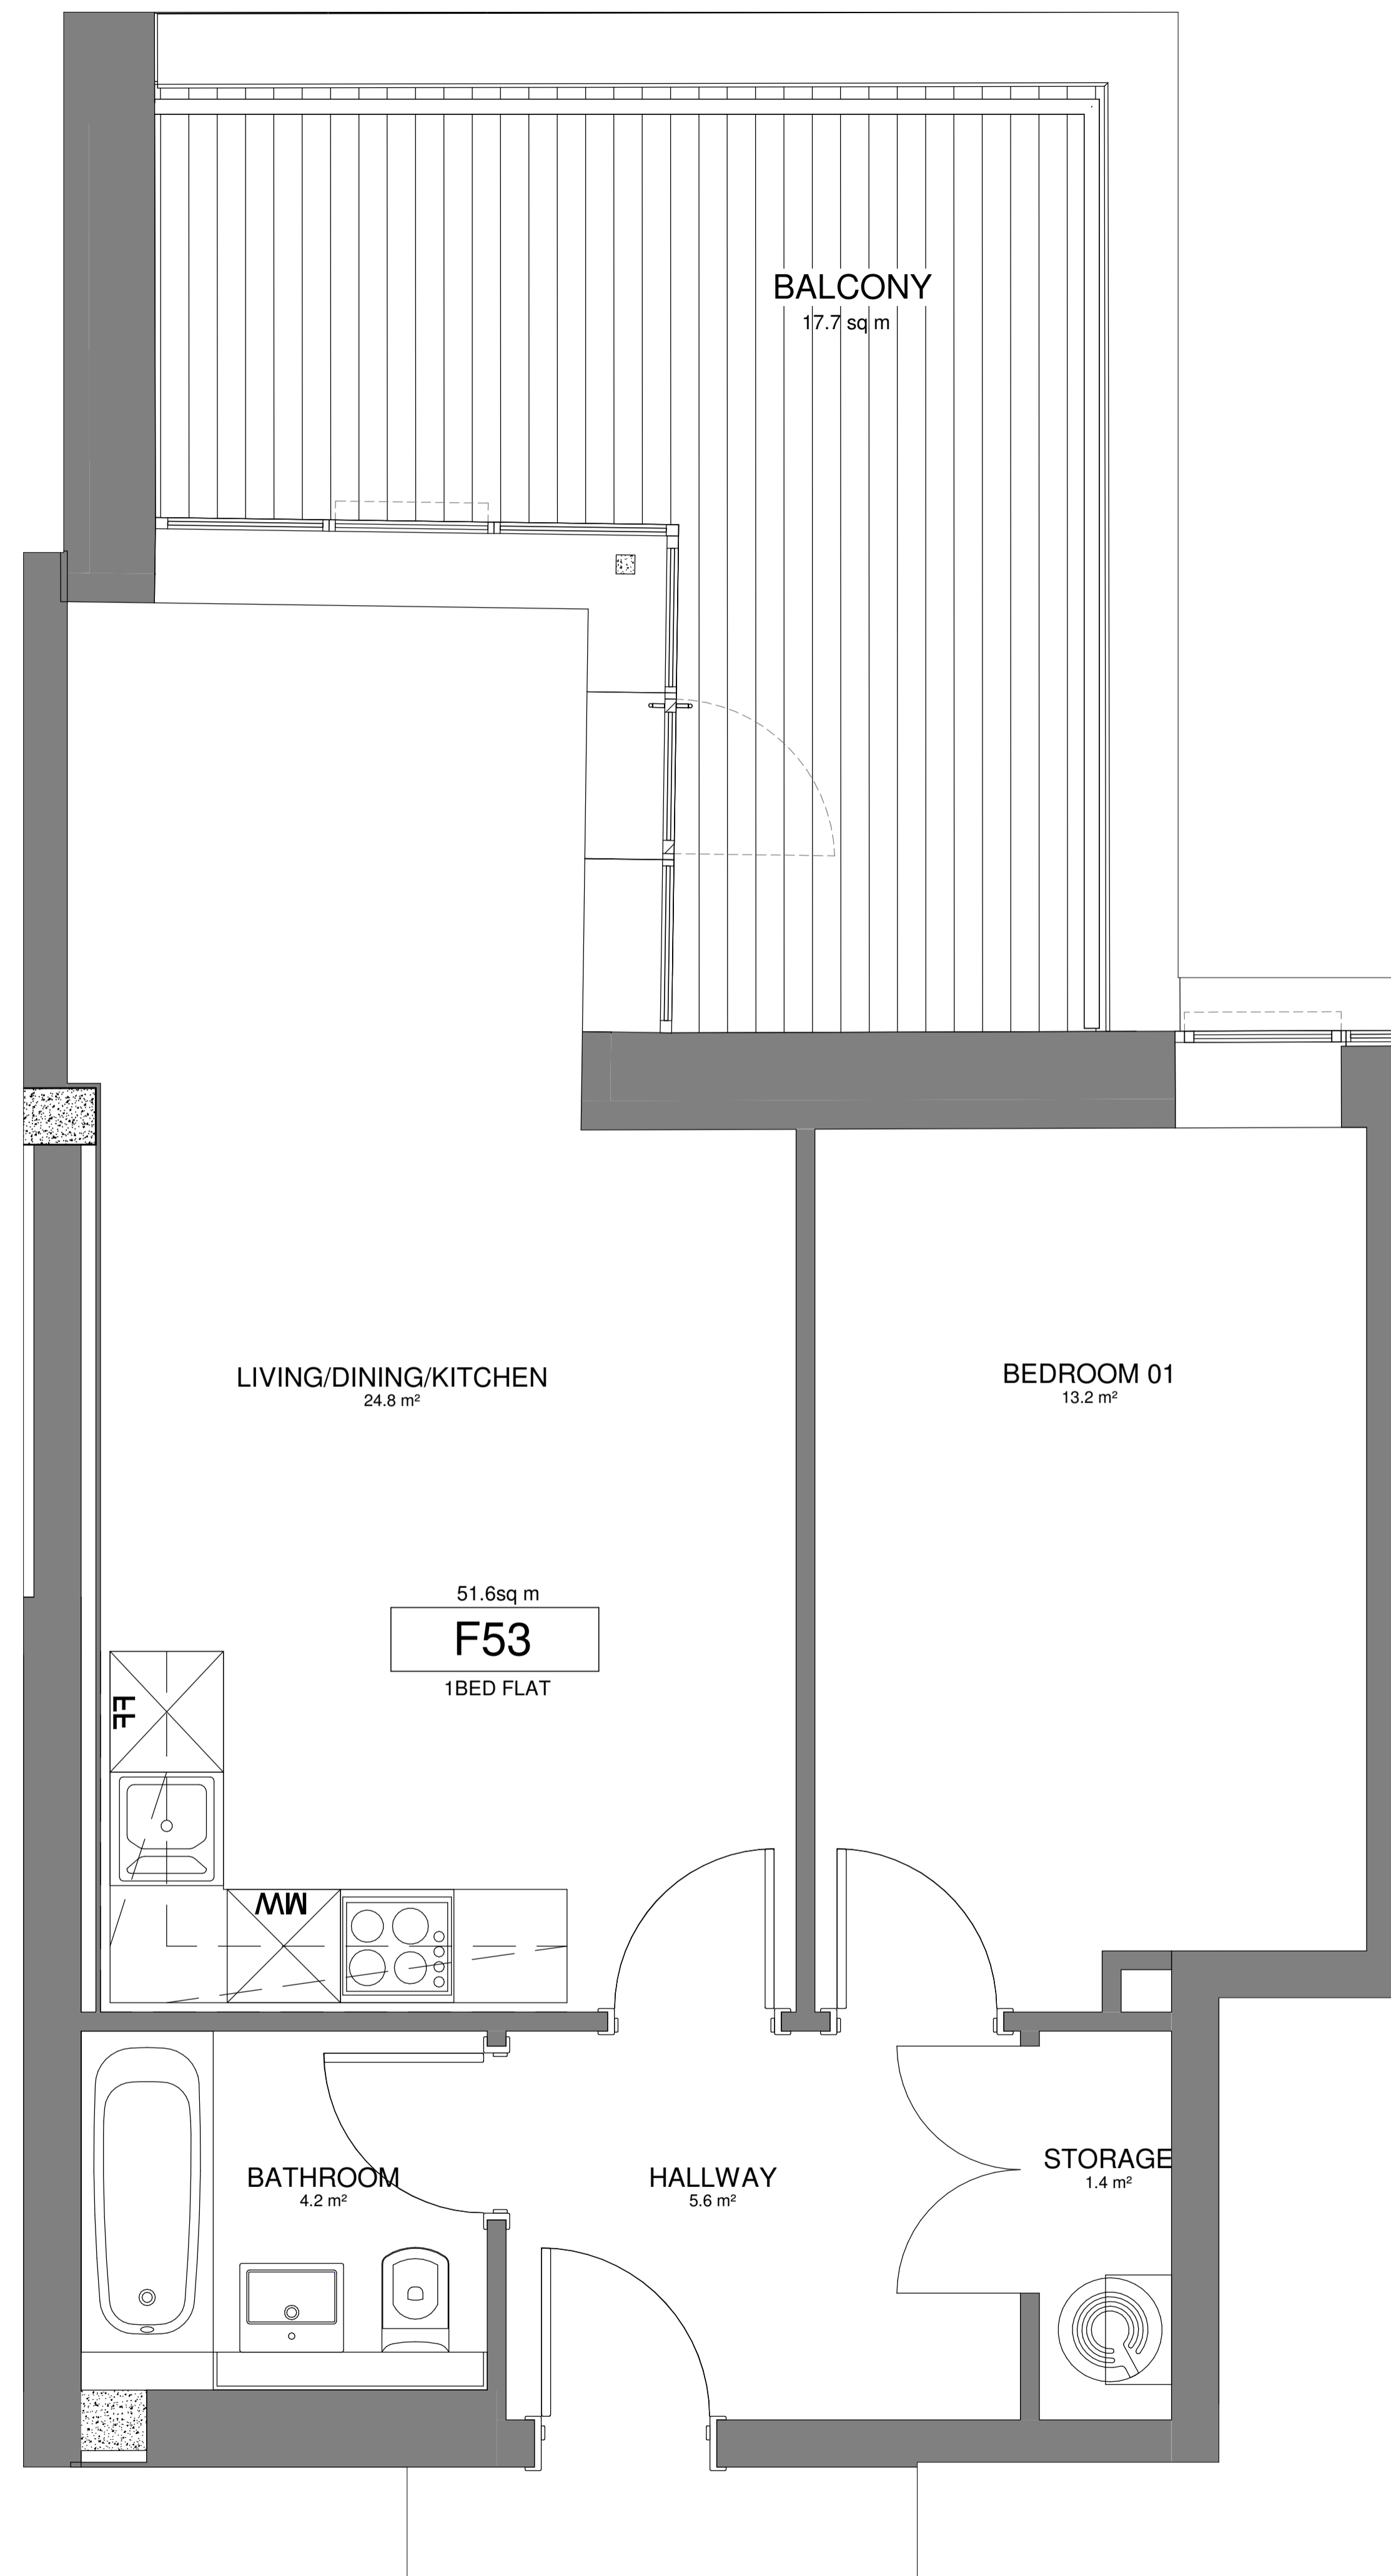 BALCONY
17.7 sq m
LIVING/DINING/KITCHEN
24.8 m²
BEDROOM 01
13.2 m²
51.6sq m
F53
1BED FLAT
FF
MW
BATHROOM
4.2 m²
HALLWAY
5.6 m²
STORAGE
1.4 m²